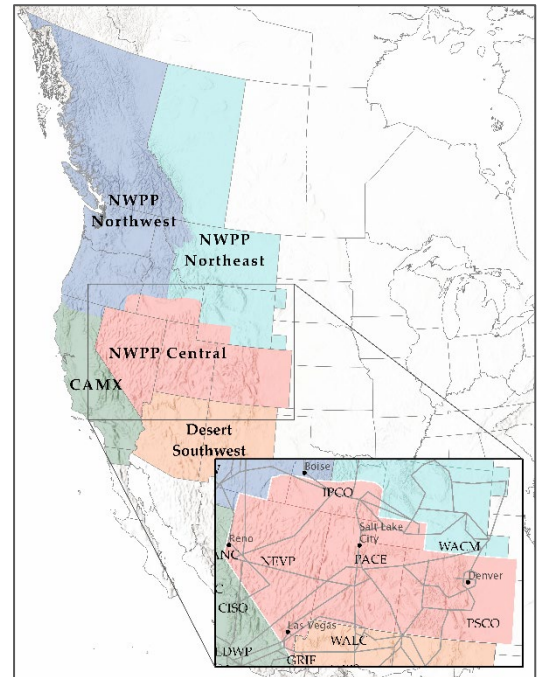 NWPP
Northwest
NWPP
Northeast
NWPP Central
CAMX
Desert
Southwest
Boise
IPCO
Reno
Salt Lake
City
WACM
NEVP
PACE
Denver
CISO
PSCO
Las Vegas
WALC
GRIF